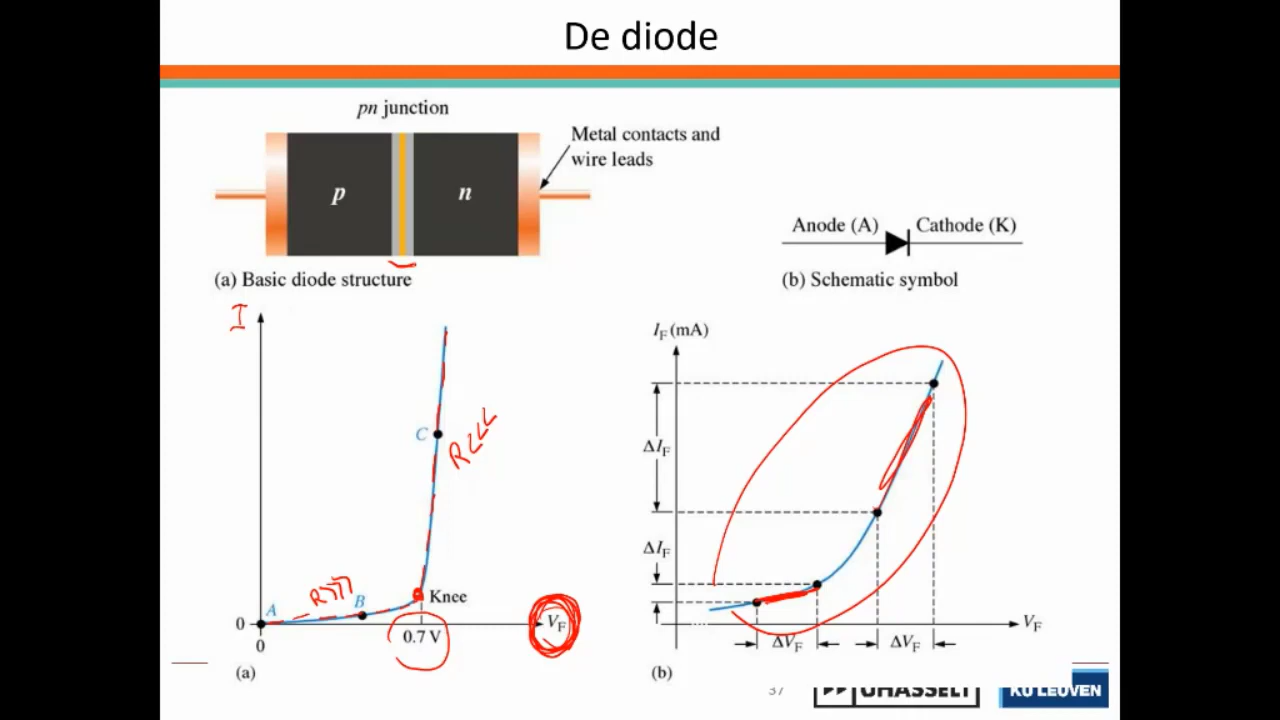 De diode
pn junction
Metal contacts and
wire leads
p
n
Anode (A)
Cathode (K)
(a) Basic diode structure
(b) Schematic symbol
I
C
R<<<
R>>>
A
B
Knee
0
0
0.7 V
V_F
(a)
I_F (mA)
ΔI_F
ΔI_F
ΔV_F
ΔV_F
V_F
(b)
37
UHASSELT
KU LEUVEN